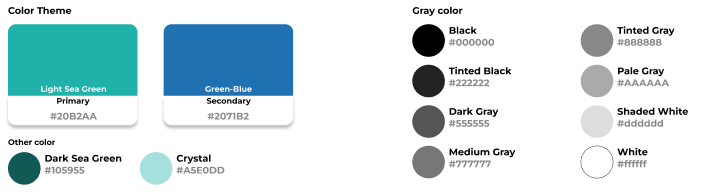 Color Theme
Light Sea Green
Primary
#20B2AA
Green-Blue
Secondary
#2071B2
Other color
Dark Sea Green
#105955
Crystal
#A5E0DD
Gray color
Black
#000000
Tinted Black
#222222
Dark Gray
#555555
Medium Gray
#777777
Tinted Gray
#888888
Pale Gray
#AAAAAA
Shaded White
#dddddd
White
#ffffff